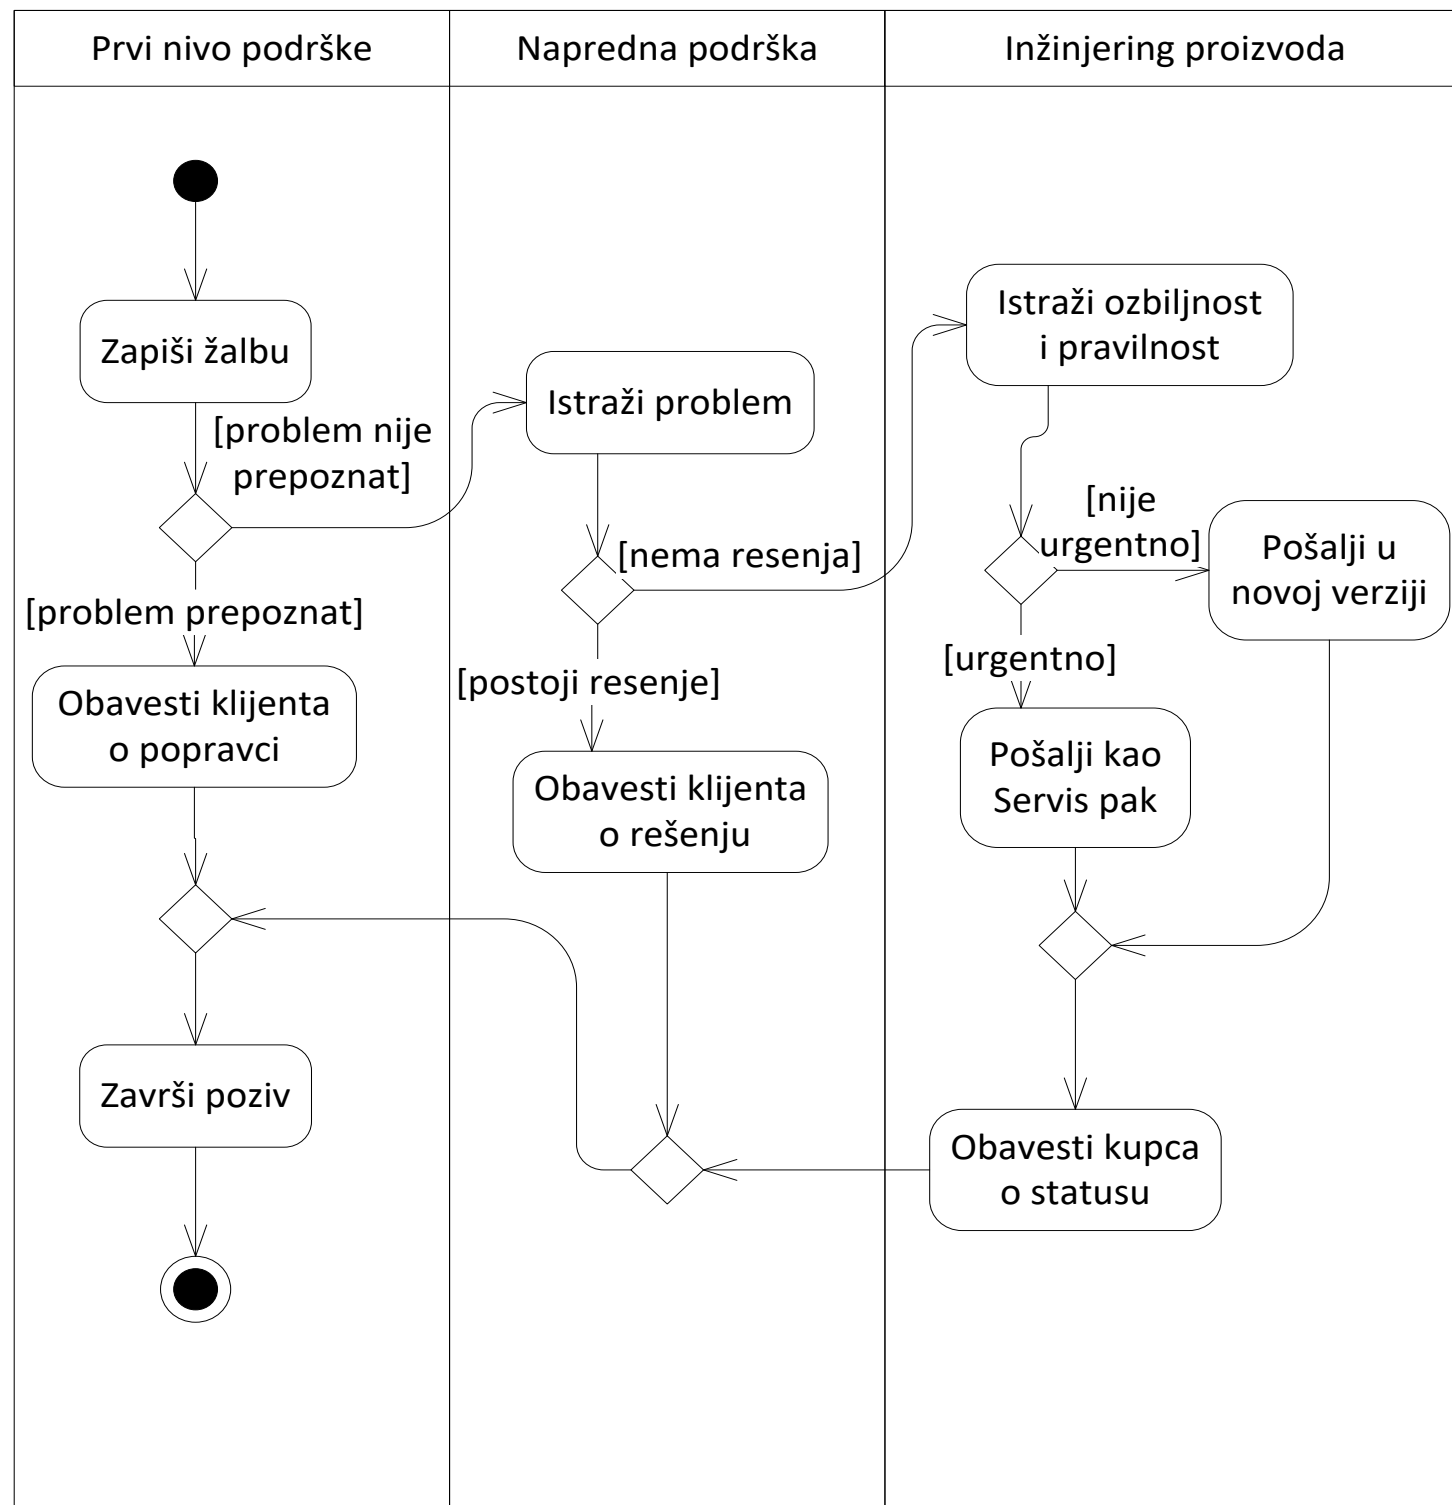 Prvi nivo podrške
Napredna podrška
Inžinjering proizvoda
Zapiši žalbu
[problem nije
prepoznat]
[problem prepoznat]
Obavesti klijenta
o popravci
Završi poziv
Istraži problem
[nema resenja]
[postoji resenje]
Obavesti klijenta
o rešenju
Istraži ozbiljnost
i pravilnost
[nije
urgentno]
Pošalji u
novoj verziji
[urgentno]
Pošalji kao
Servis pak
Obavesti kupca
o statusu